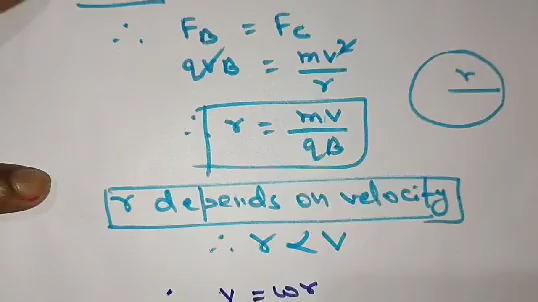 ∴ F_B = F_C
qVB = mv²/r
r
∴ r = mv/qB
r depends on velocity
∴ r < V
∴ v = ωr